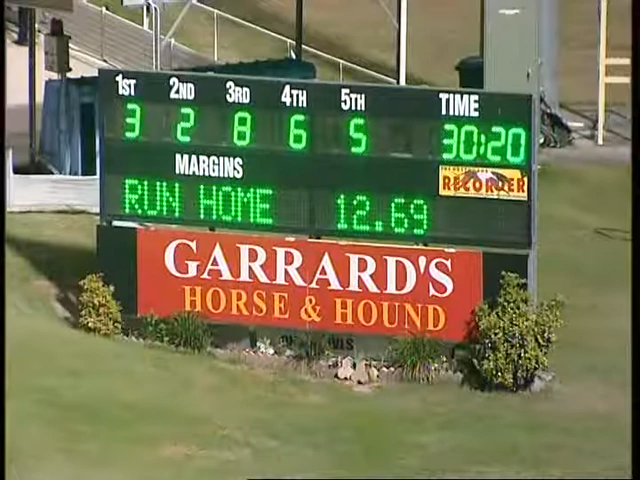 1ST 2ND 3RD 4TH 5TH TIME
3 2 8 6 5 30:20
MARGINS
RECORDER
RUN HOME 12.69
GARRARD'S
HORSE & HOUND